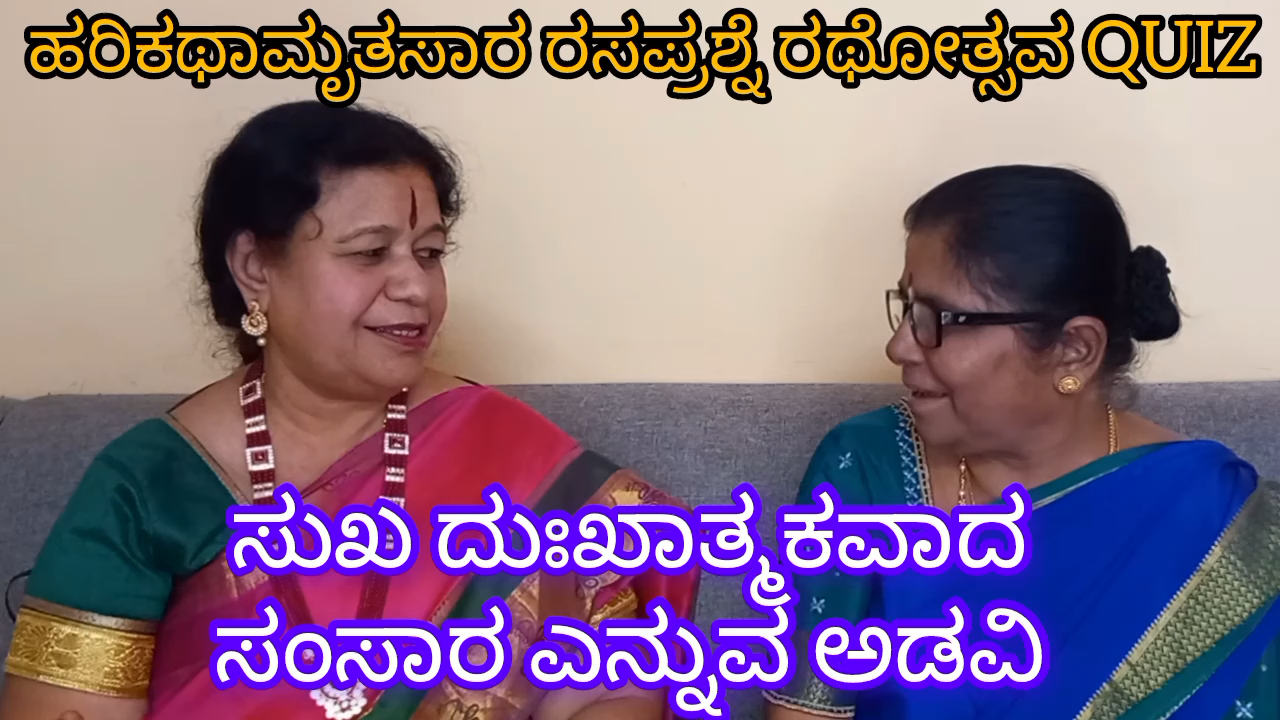 ಹರಿಕಥಾಮೃತಸಾರ ರಸಪ್ರಶ್ನೆ ರಥೋತ್ಸವ QUIZ
ಸುಖ ದುಃಖಾತ್ಮಕವಾದ
ಸಂಸಾರ ಎನ್ನುವ ಅಡವಿ